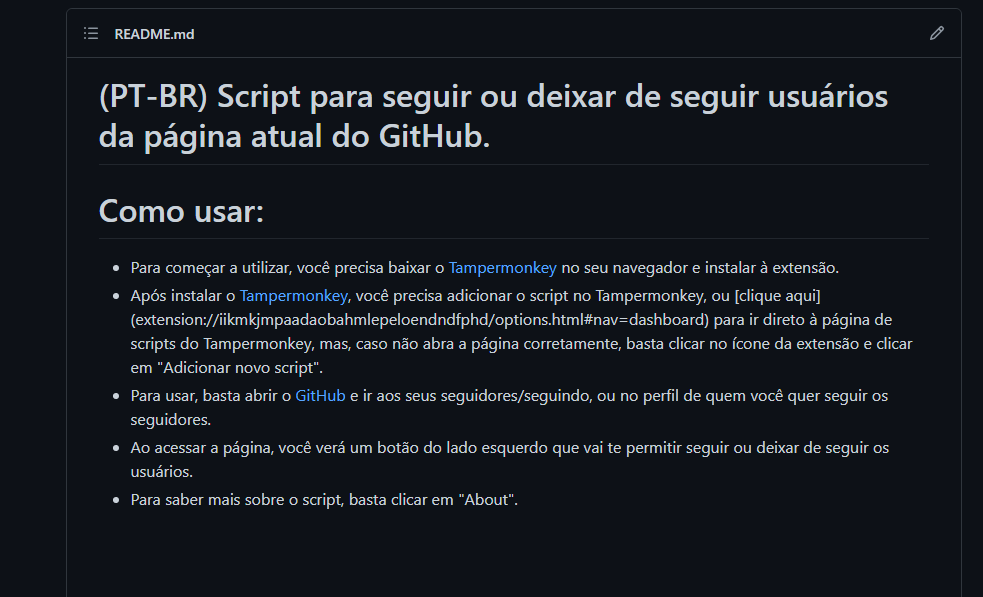 README.md
(PT-BR) Script para seguir ou deixar de seguir usuários
da página atual do GitHub.
Como usar:
Para começar a utilizar, você precisa baixar o Tampermonkey no seu navegador e instalar à extensão.
Após instalar o Tampermonkey, você precisa adicionar o script no Tampermonkey, ou [clique aqui]
(extension://iikmkjmpaadaobahmlepeloendndfphd/options.html#nav=dashboard) para ir direto à página de
scripts do Tampermonkey, mas, caso não abra a página corretamente, basta clicar no ícone da extensão e clicar
em "Adicionar novo script".
Para usar, basta abrir o GitHub e ir aos seus seguidores/seguindo, ou no perfil de quem você quer seguir os
seguidores.
Ao acessar a página, você verá um botão do lado esquerdo que vai te permitir seguir ou deixar de seguir os
usuários.
Para saber mais sobre o script, basta clicar em "About".